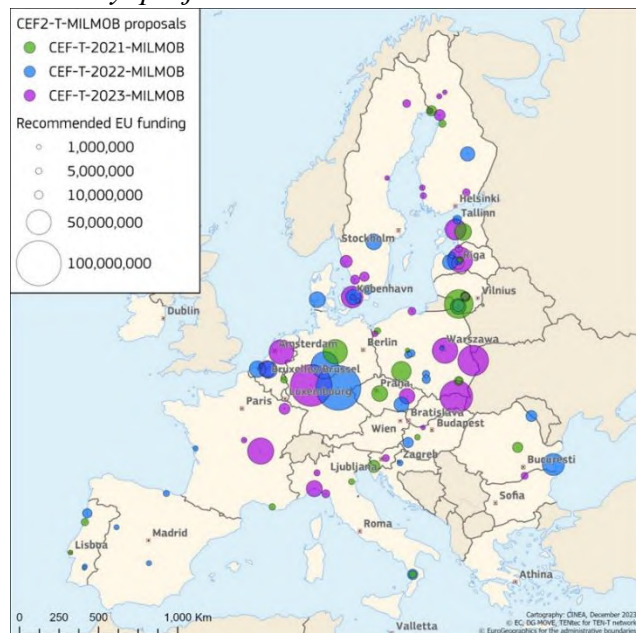 CEF2-T-MILMOB proposals
CEF-T-2021-MILMOB
CEF-T-2022-MILMOB
CEF-T-2023-MILMOB
Recommended EU funding
1,000,000
5,000,000
10,000,000
50,000,000
100,000,000
Helsinki
Tallinn
Stockholm
Riga
København
Vilnius
Dublin
Amsterdam
Berlin
Warszawa
Bruxelles/Brussel
Luxembourg
Praha
Paris
Wien
Bratislava
Budapest
Ljubljana
Zagreb
Bucuresti
Sofia
Roma
Madrid
Lisboa
Athina
Valletta
0 250 500 1,000 Km
Cartography: CINEA, December 2023
© EC, DG MOVE, TENtec for TEN-T network
© EuroGeographics for the administrative boundaries